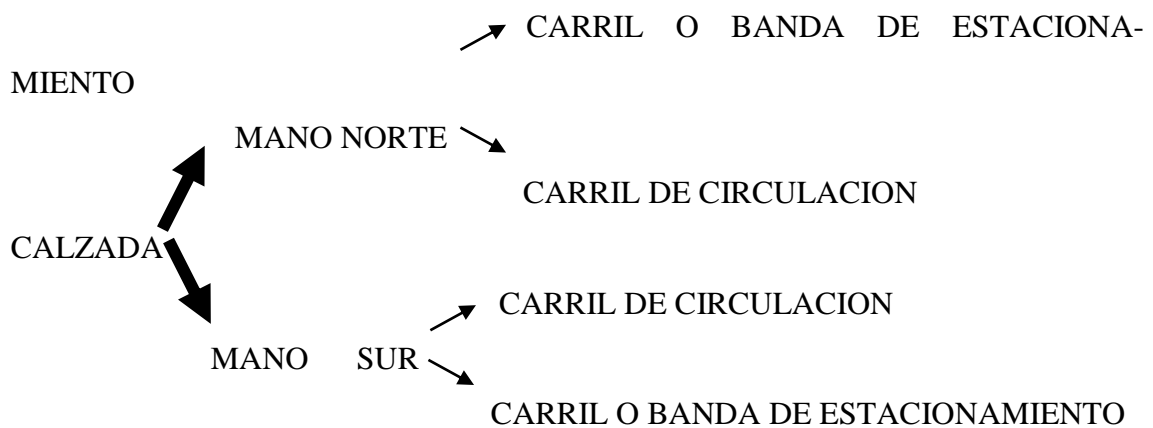 CARRIL O BANDA DE ESTACIONA-
MIENTO
MANO NORTE
CARRIL DE CIRCULACION
CALZADA
CARRIL DE CIRCULACION
MANO SUR
CARRIL O BANDA DE ESTACIONAMIENTO